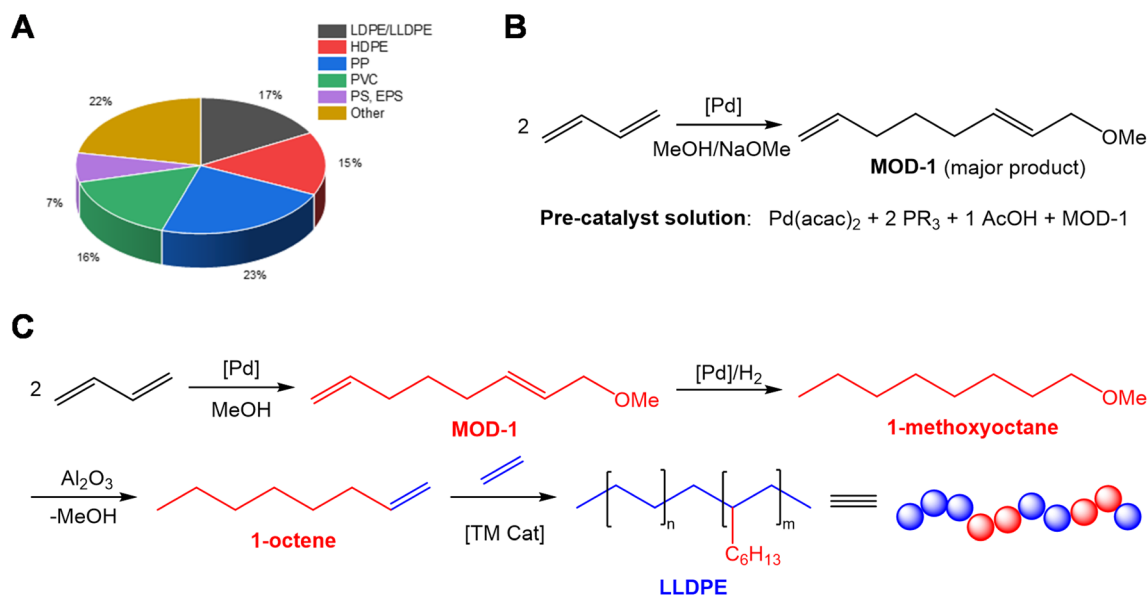 A
LDPE/LLDPE
HDPE
PP
PVC
PS, EPS
Other
17%
15%
23%
16%
7%
22%
B
2
[Pd]
MeOH/NaOMe
OMe
MOD-1 (major product)
Pre-catalyst solution: Pd(acac)2 + 2 PR3 + 1 AcOH + MOD-1
C
2
[Pd]
MeOH
OMe
MOD-1
[Pd]/H2
OMe
1-methoxyoctane
Al2O3
-MeOH
1-octene
[TM Cat]
n
m
C6H13
LLDPE